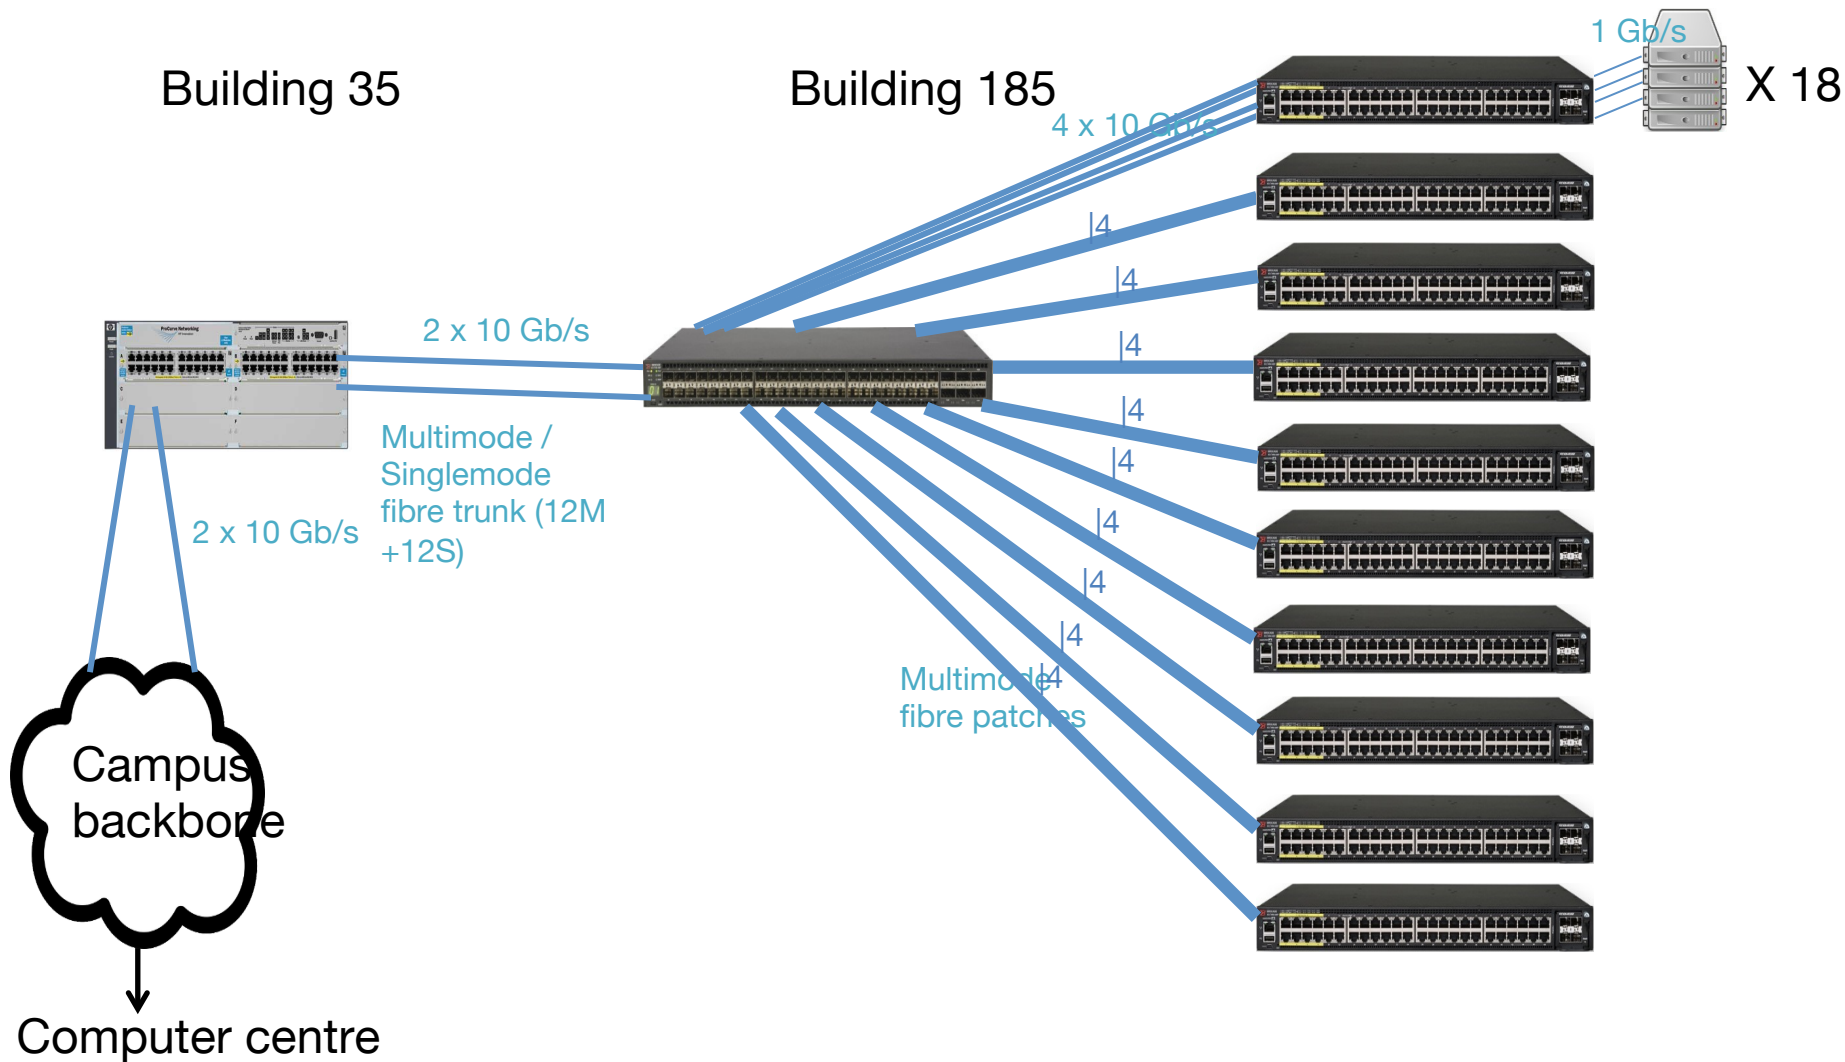 Building 35
Building 185
1 Gb/s
X 18
4 x 10 Gb/s
|4
|4
2 x 10 Gb/s
|4
ProCurve Networking
|4
Multimode /
Singlemode
fibre trunk (12M
+12S)
|4
2 x 10 Gb/s
|4
|4
|4
|4
Multimode
fibre patches
Campus
backbone
Computer centre